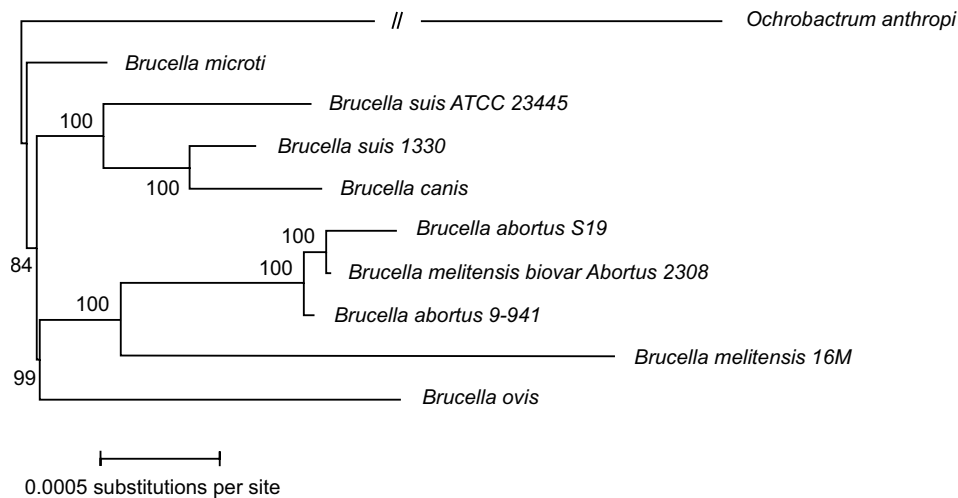 //
Ochrobactrum anthropi
Brucella microti
Brucella suis ATCC 23445
100
Brucella suis 1330
100
Brucella canis
Brucella abortus S19
100
84
100
Brucella melitensis biovar Abortus 2308
100
Brucella abortus 9-941
Brucella melitensis 16M
99
Brucella ovis
0.0005 substitutions per site